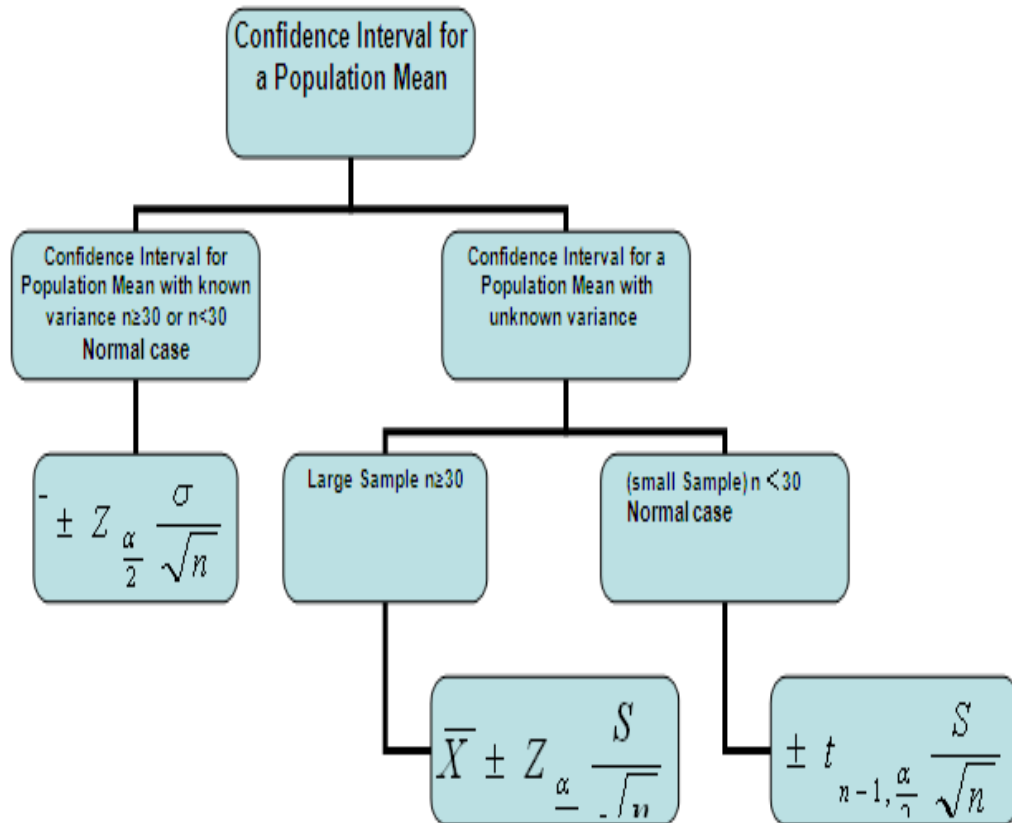 Confidence Interval for
a Population Mean
Confidence Interval for
Population Mean with known
variance n≥30 or n<30
Normal case
Confidence Interval for a
Population Mean with
unknown variance
± Z α/2 σ/√n
Large Sample n≥30
(small Sample) n <30
Normal case
X̅ ± Z α S/√n
± t n-1, α/2 S/√n